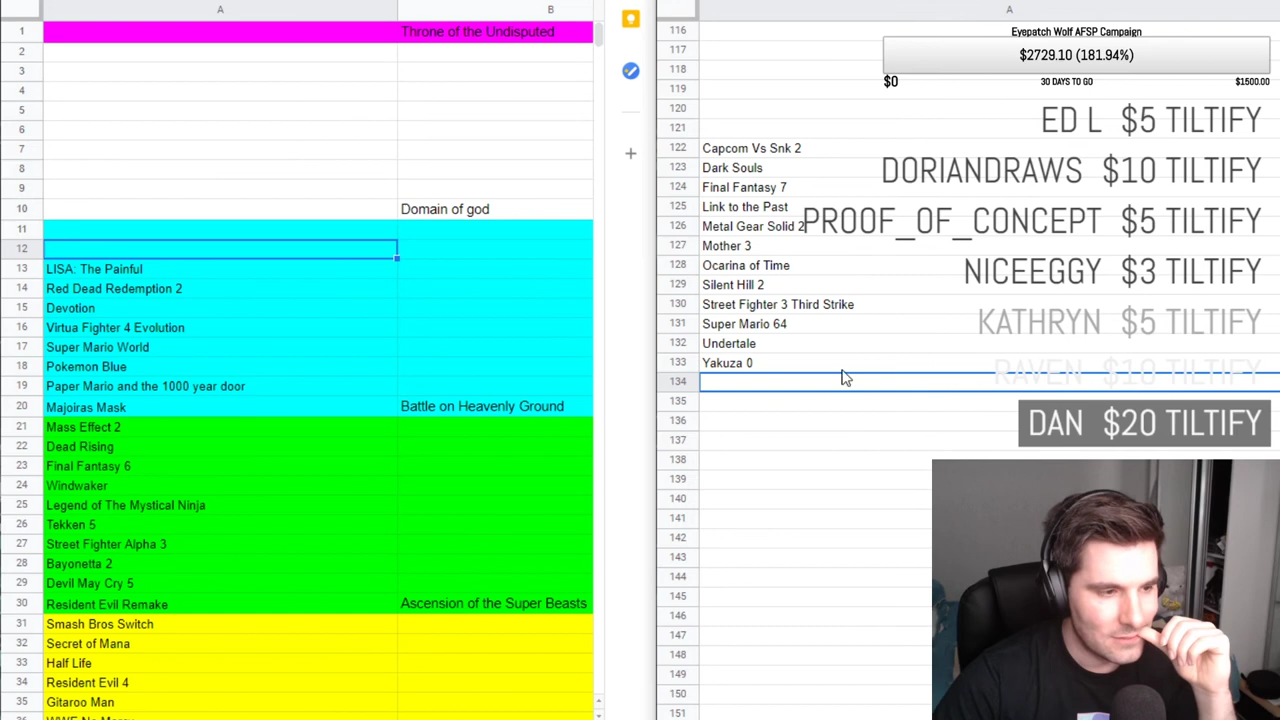 A
B
1 Throne of the Undisputed
2
3
4
5
6
7
8
9
10 Domain of god
11
12
13 LISA: The Painful
14 Red Dead Redemption 2
15 Devotion
16 Virtua Fighter 4 Evolution
17 Super Mario World
18 Pokemon Blue
19 Paper Mario and the 1000 year door
20 Majoiras Mask Battle on Heavenly Ground
21 Mass Effect 2
22 Dead Rising
23 Final Fantasy 6
24 Windwaker
25 Legend of The Mystical Ninja
26 Tekken 5
27 Street Fighter Alpha 3
28 Bayonetta 2
29 Devil May Cry 5
30 Resident Evil Remake Ascension of the Super Beasts
31 Smash Bros Switch
32 Secret of Mana
33 Half Life
34 Resident Evil 4
35 Gitaroo Man
A
116
117
118
119
120
121
122 Capcom Vs Snk 2
123 Dark Souls
124 Final Fantasy 7
125 Link to the Past
126 Metal Gear Solid 2
127 Mother 3
128 Ocarina of Time
129 Silent Hill 2
130 Street Fighter 3 Third Strike
131 Super Mario 64
132 Undertale
133 Yakuza 0
134
135
136
137
138
139
140
141
142
143
144
145
146
147
148
149
150
151
Eyepatch Wolf AFSP Campaign
$2729.10 (181.94%)
$0 30 DAYS TO GO $1500.00
ED L $5 TILTIFY
DORIANDRAWS $10 TILTIFY
PROOF_OF_CONCEPT $5 TILTIFY
NICEEGGY $3 TILTIFY
KATHRYN $5 TILTIFY
RAVEN $10 TILTIFY
DAN $20 TILTIFY